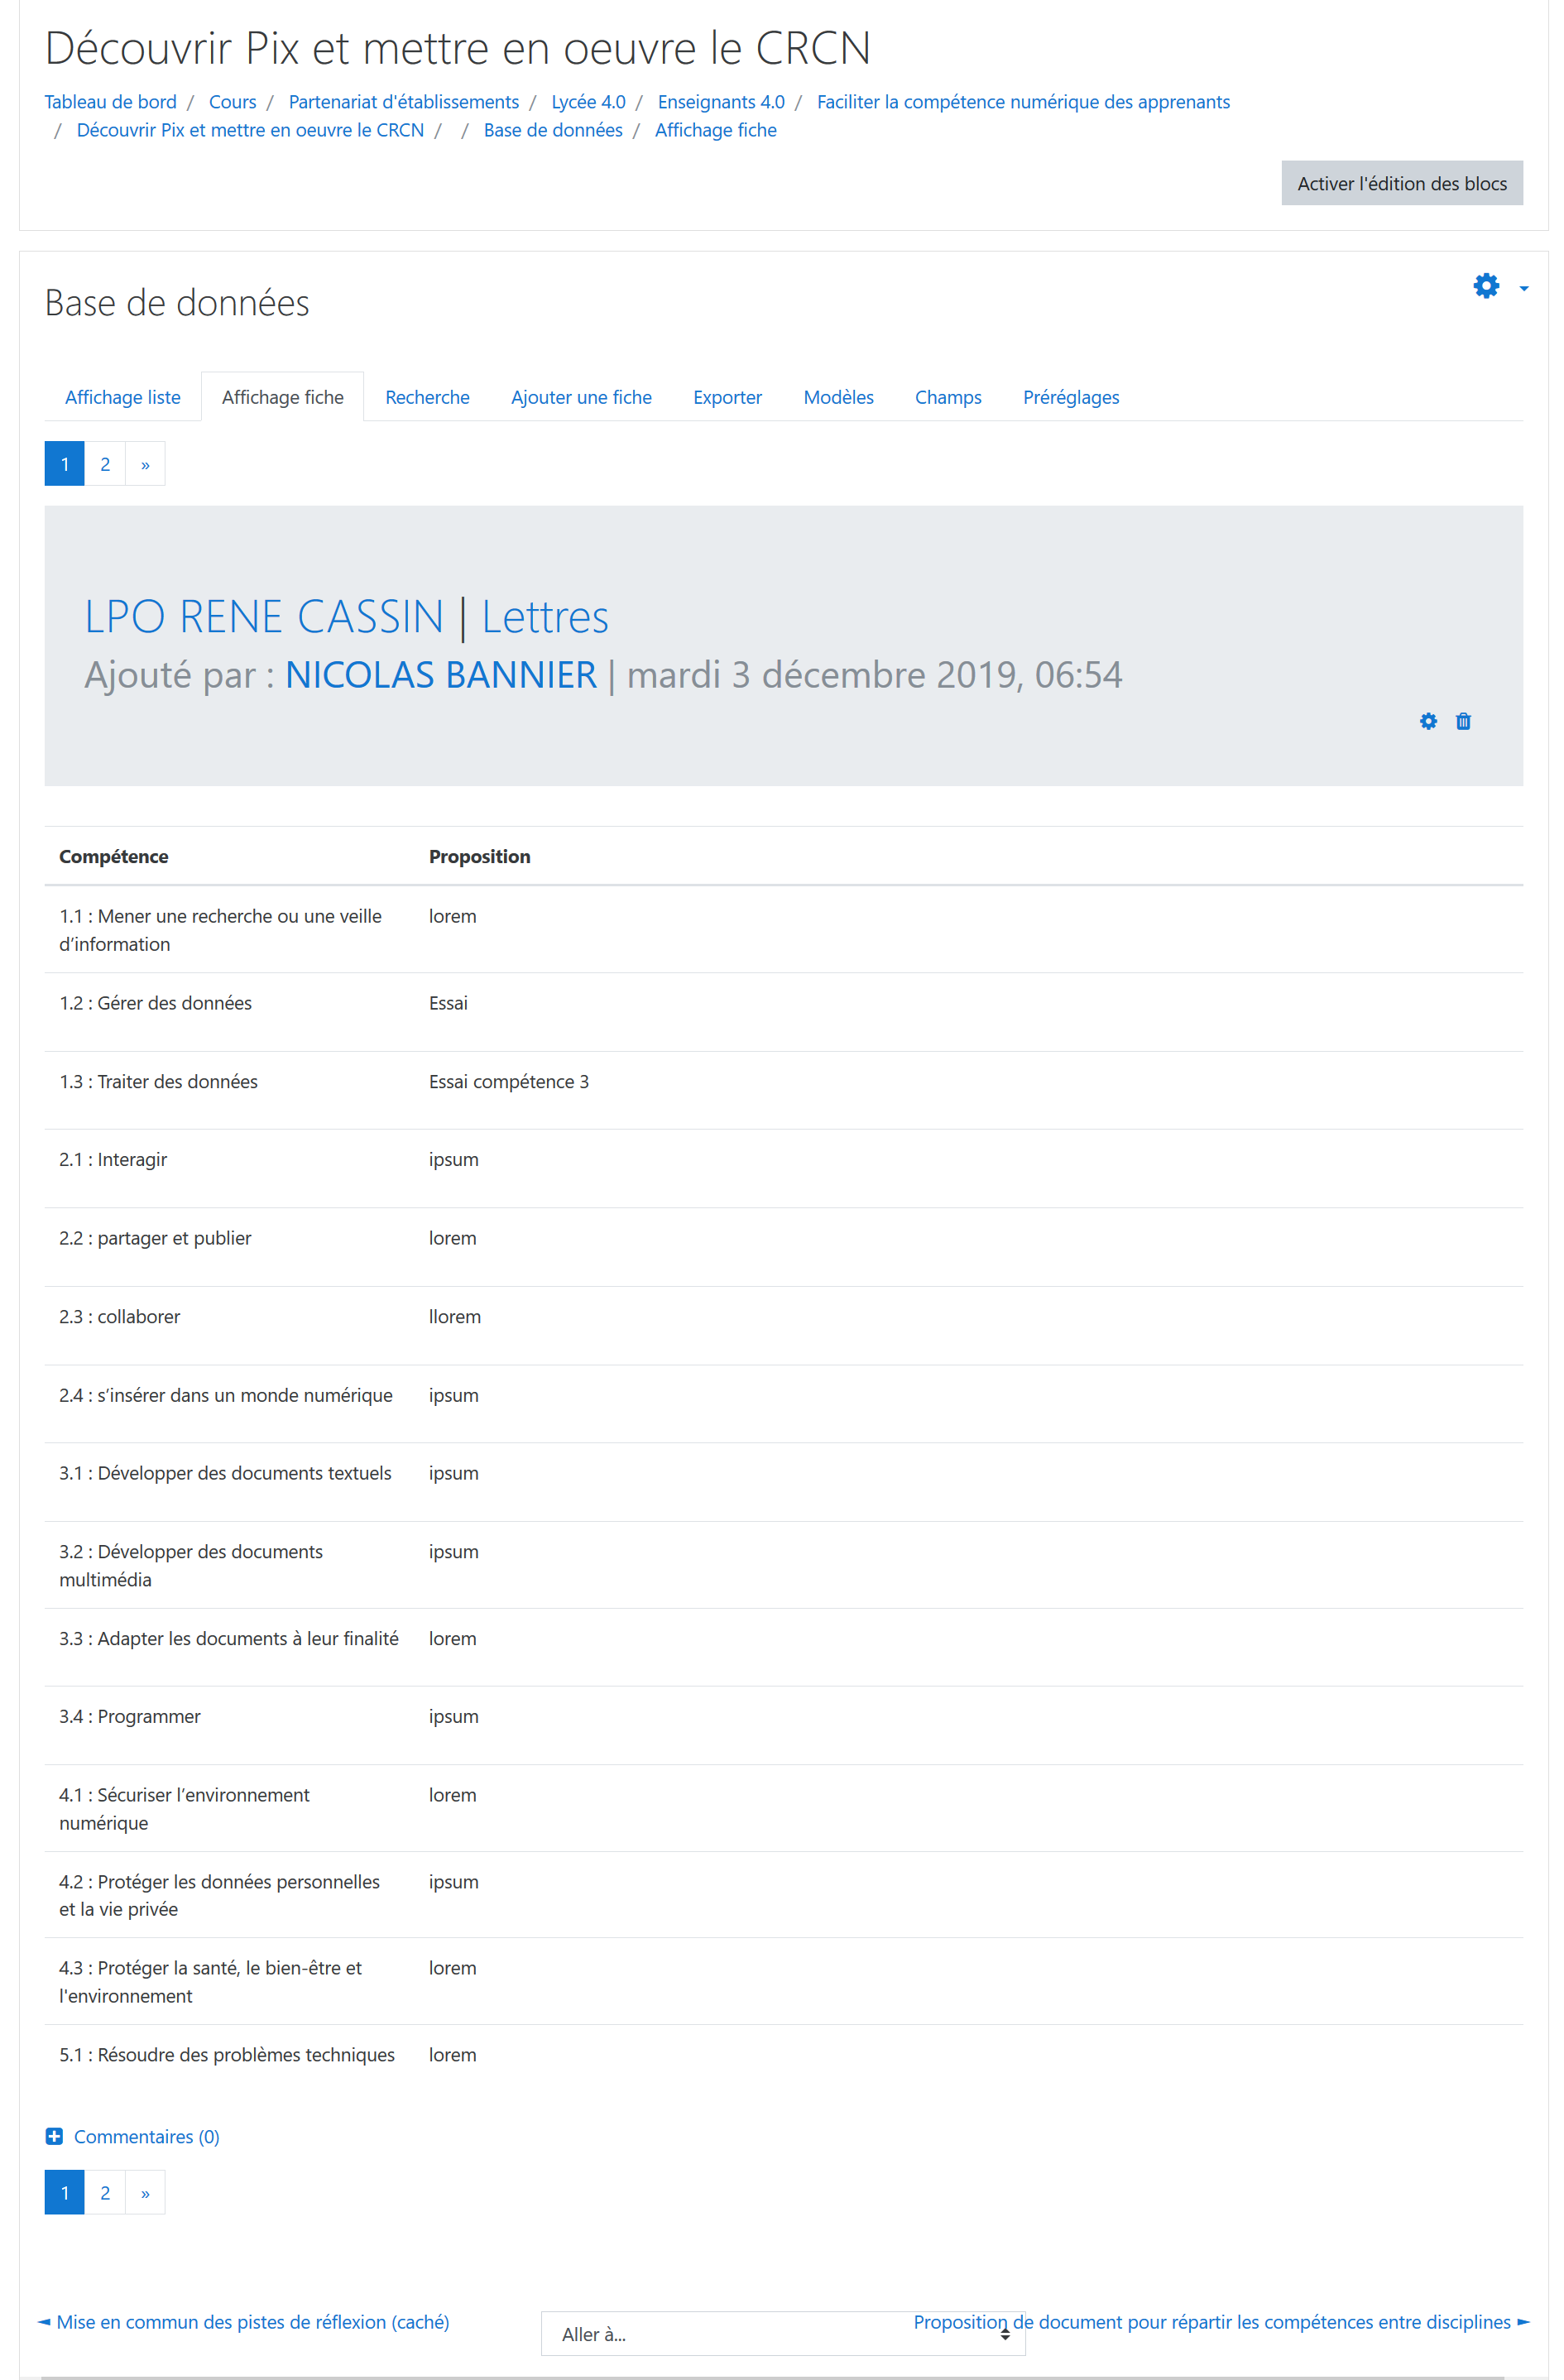 Découvrir Pix et mettre en oeuvre le CRCN
Tableau de bord / Cours / Partenariat d'établissements / Lycée 4.0 / Enseignants 4.0 / Faciliter la compétence numérique des apprenants
/ Découvrir Pix et mettre en oeuvre le CRCN / / Base de données / Affichage fiche
Activer l'édition des blocs
Base de données
Affichage liste Affichage fiche Recherche Ajouter une fiche Exporter Modèles Champs Préréglages
1 2 »
LPO RENE CASSIN | Lettres
Ajouté par : NICOLAS BANNIER | mardi 3 décembre 2019, 06:54
Compétence Proposition
1.1 : Mener une recherche ou une veille lorem
d’information
1.2 : Gérer des données Essai
1.3 : Traiter des données Essai compétence 3
2.1 : Interagir ipsum
2.2 : partager et publier lorem
2.3 : collaborer llorem
2.4 : s’insérer dans un monde numérique ipsum
3.1 : Développer des documents textuels ipsum
3.2 : Développer des documents ipsum
multimédia
3.3 : Adapter les documents à leur finalité lorem
3.4 : Programmer ipsum
4.1 : Sécuriser l’environnement lorem
numérique
4.2 : Protéger les données personnelles ipsum
et la vie privée
4.3 : Protéger la santé, le bien-être et lorem
l'environnement
5.1 : Résoudre des problèmes techniques lorem
Commentaires (0)
1 2 »
◄ Mise en commun des pistes de réflexion (caché)
Aller à...
Proposition de document pour répartir les compétences entre disciplines ►